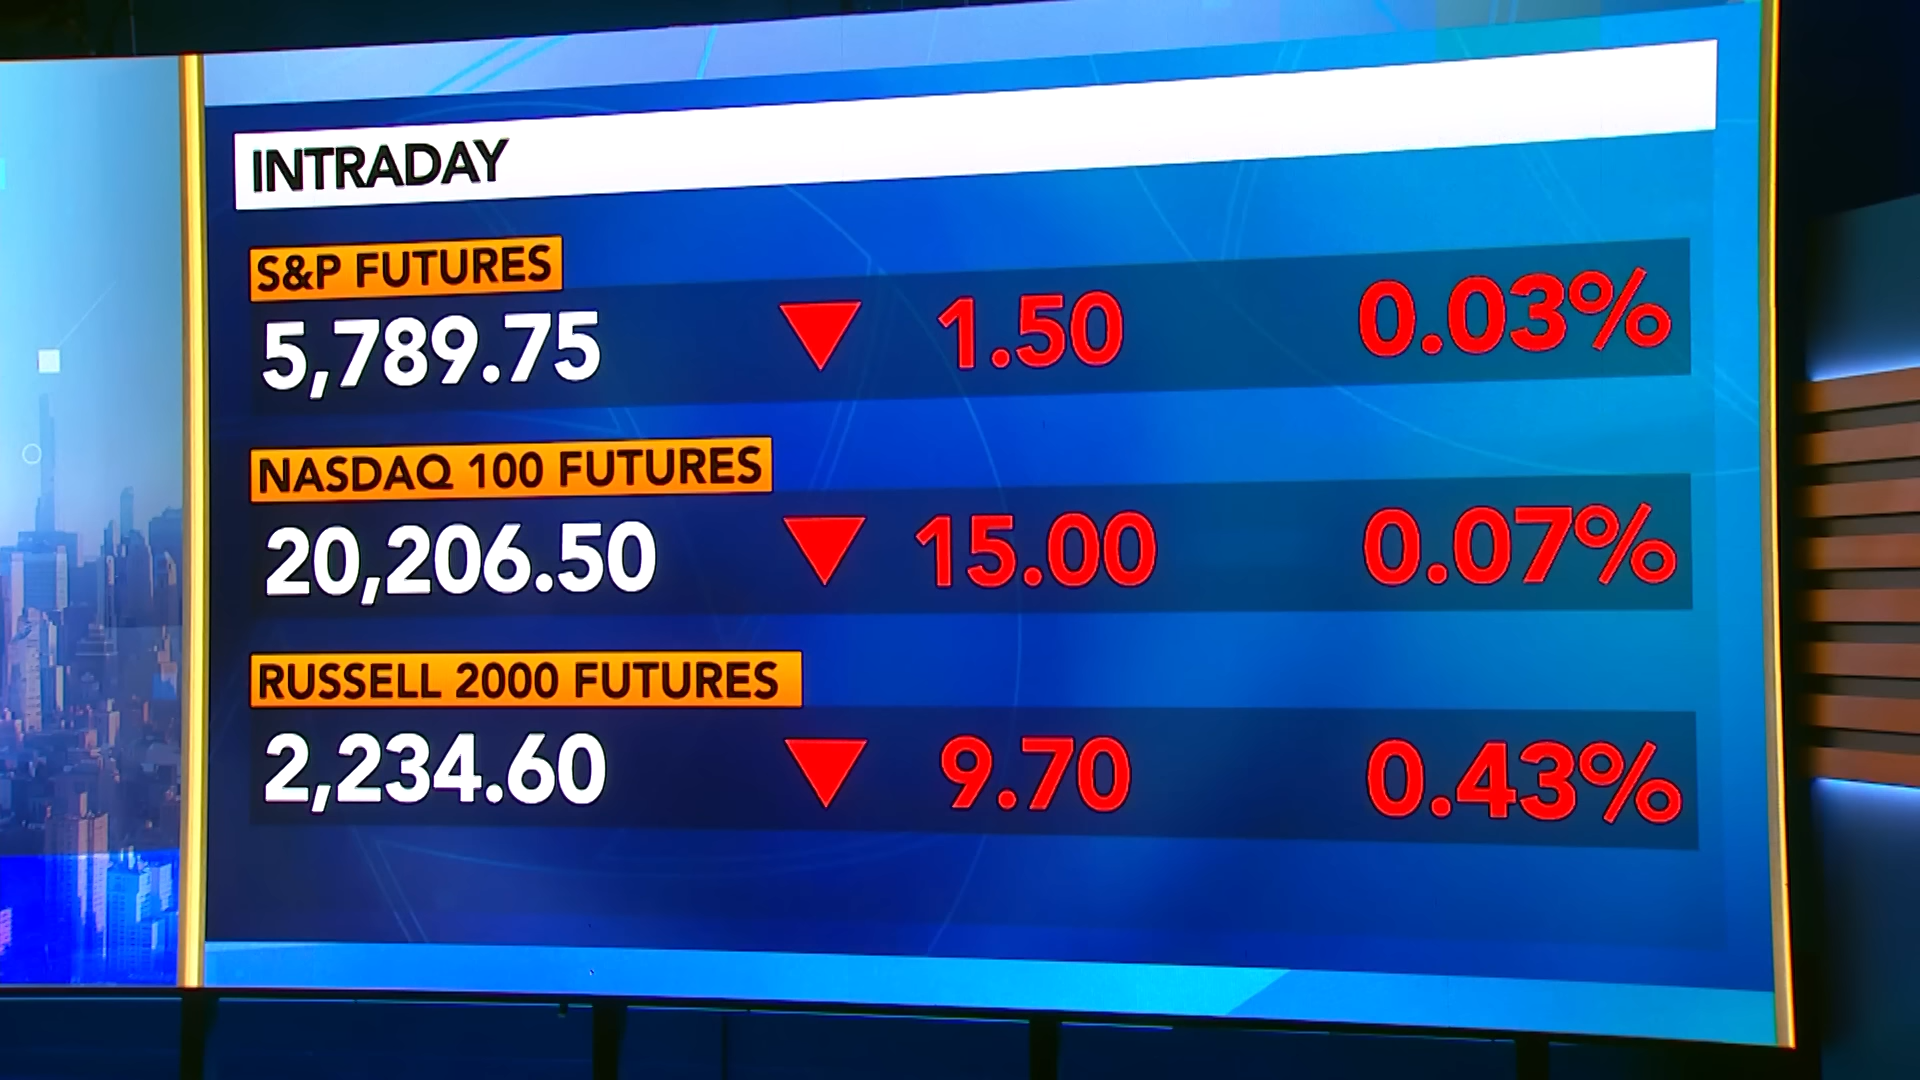 INTRADAY
S&P FUTURES
5,789.75 ▼ 1.50 0.03%
NASDAQ 100 FUTURES
20,206.50 ▼ 15.00 0.07%
RUSSELL 2000 FUTURES
2,234.60 ▼ 9.70 0.43%